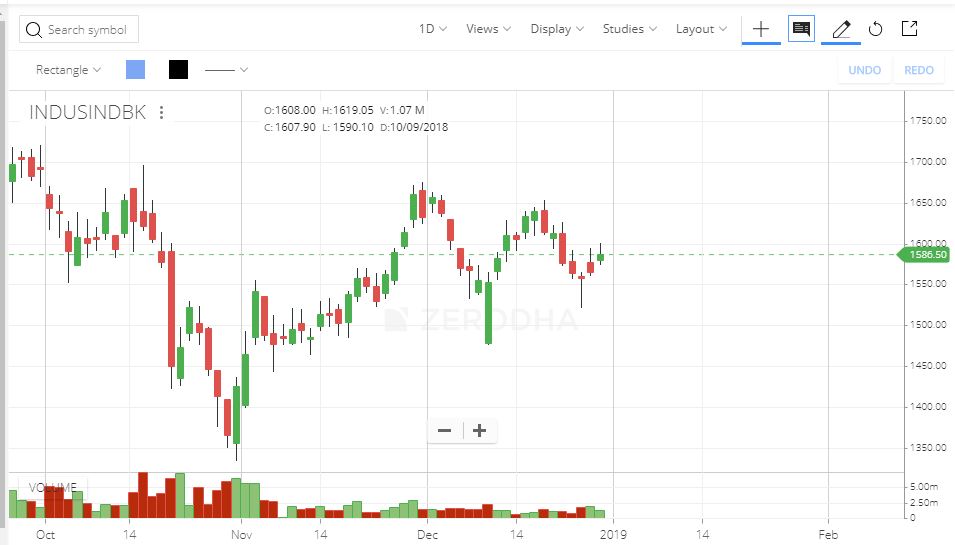 Search symbol 1D Views Display Studies Layout
Rectangle UNDO REDO
INDUSINDBK
O:1608.00 H:1619.05 V:1.07 M
C:1607.90 L: 1590.10 D:10/09/2018
1750.00
1700.00
1650.00
1600.00
1586.50
1550.00
ZERODHA
1500.00
1450.00
1400.00
1350.00
VOLUME
5.00m
2.50m
0
Oct 14 Nov 14 Dec 14 2019 14 Feb